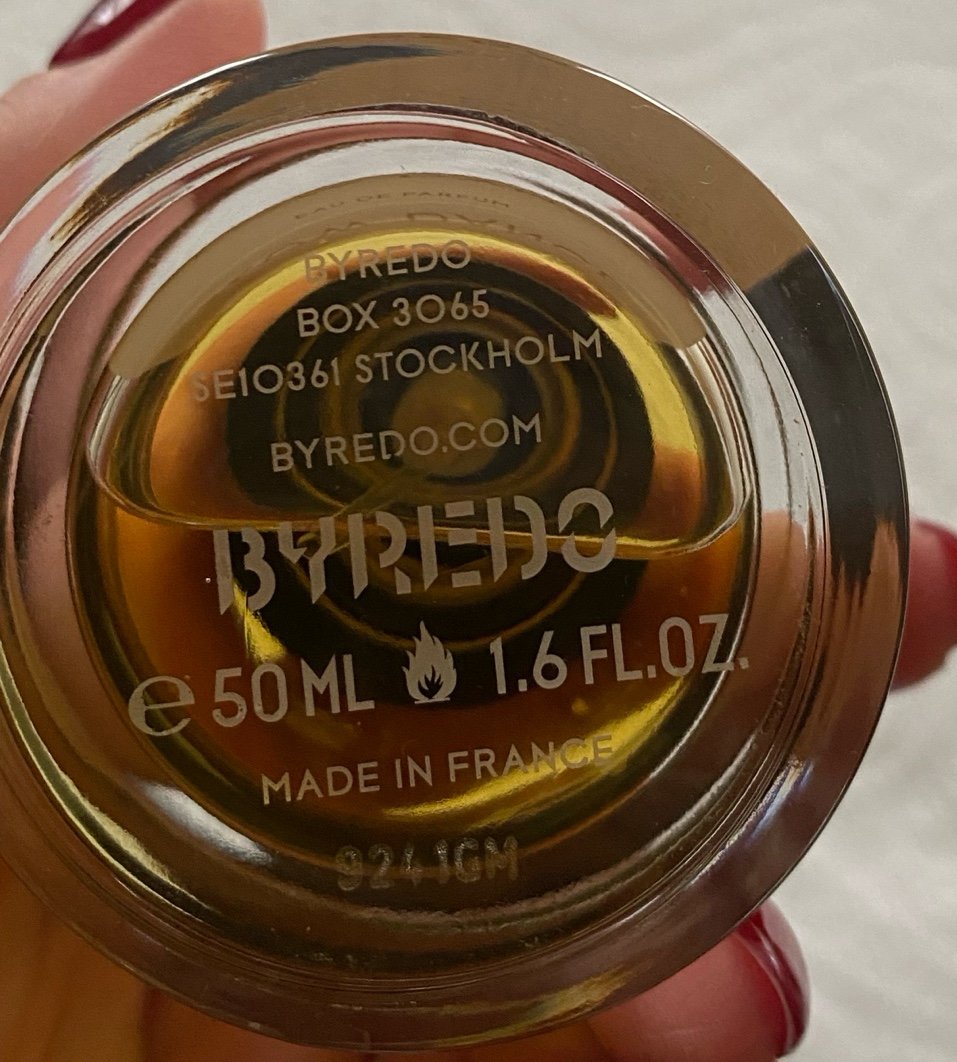 EAU DE PARFUM
BYREDO
BOX 3065
SE10361 STOCKHOLM
BYREDO.COM
BYREDO
e 50 ML 1.6 FL.OZ.
MADE IN FRANCE